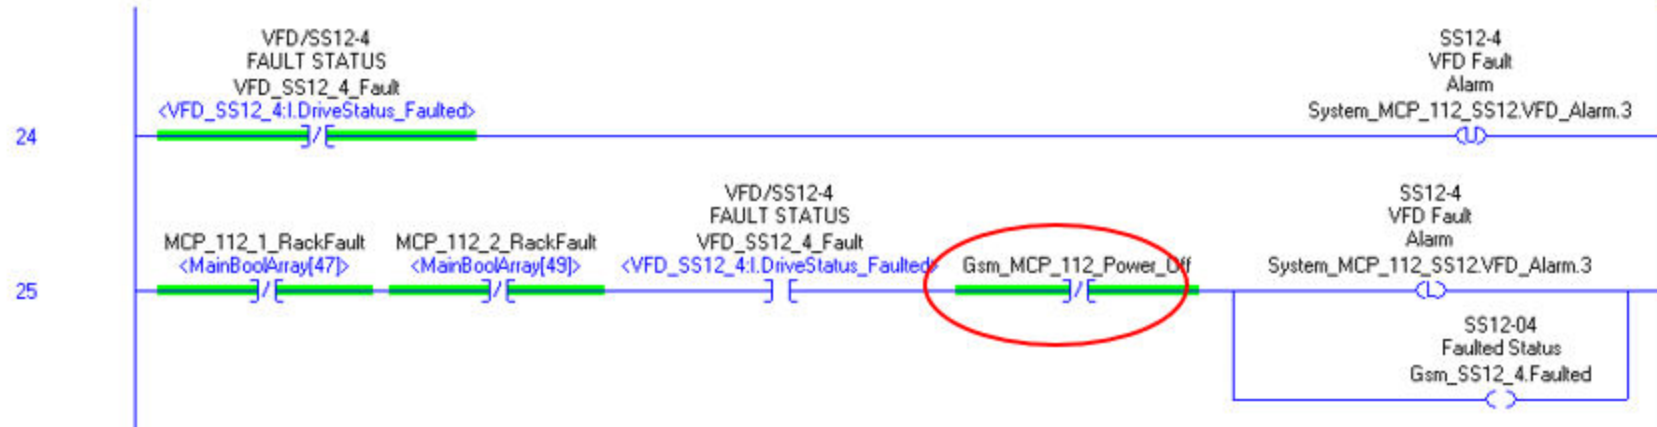 VFD/SS12-4
FAULT STATUS
VFD_SS12_4_Fault
<VFD_SS12_4:I.DriveStatus_Faulted>
SS12-4
VFD Fault
Alarm
System_MCP_112_SS12.VFD_Alarm.3
24
U
MCP_112_1_RackFault
<MainBoolArray[47]>
MCP_112_2_RackFault
<MainBoolArray[49]>
VFD/SS12-4
FAULT STATUS
VFD_SS12_4_Fault
<VFD_SS12_4:I.DriveStatus_Faulted>
Gsm_MCP_112_Power_Off
SS12-4
VFD Fault
Alarm
System_MCP_112_SS12.VFD_Alarm.3
25
L
SS12-04
Faulted Status
Gsm_SS12_4.Faulted